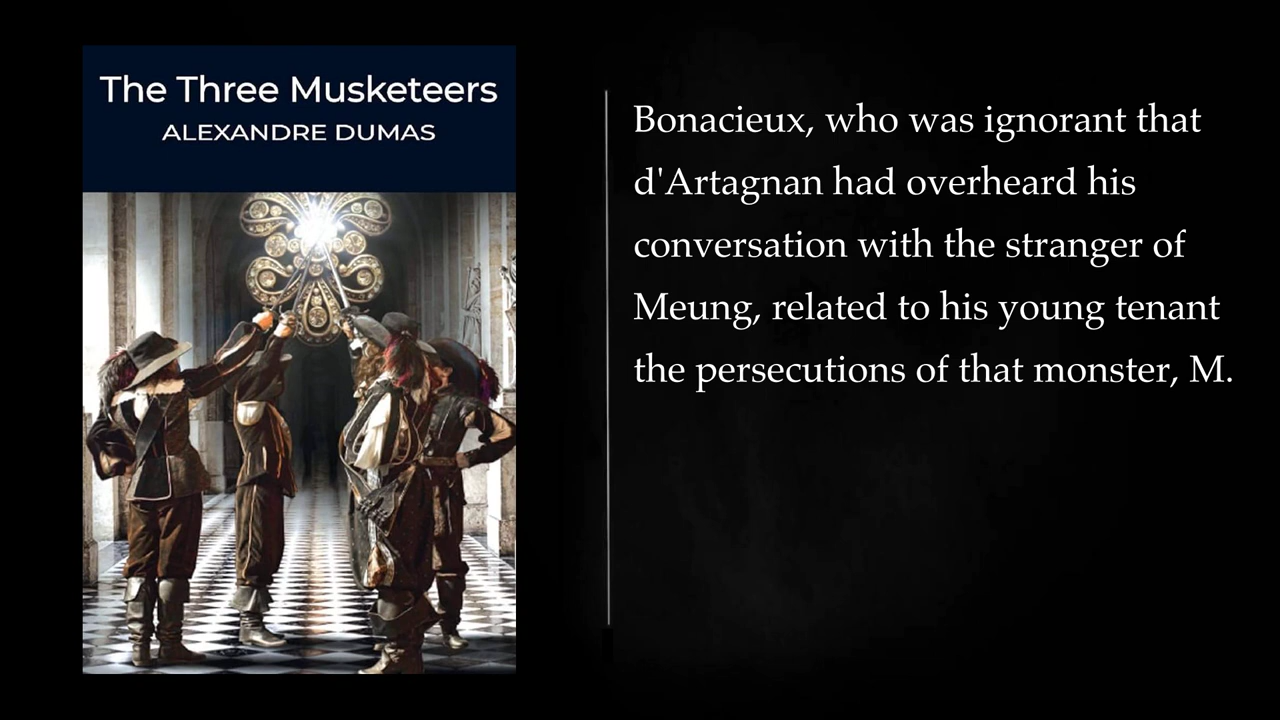 The Three Musketeers
ALEXANDRE DUMAS
Bonacieux, who was ignorant that
d'Artagnan had overheard his
conversation with the stranger of
Meung, related to his young tenant
the persecutions of that monster, M.